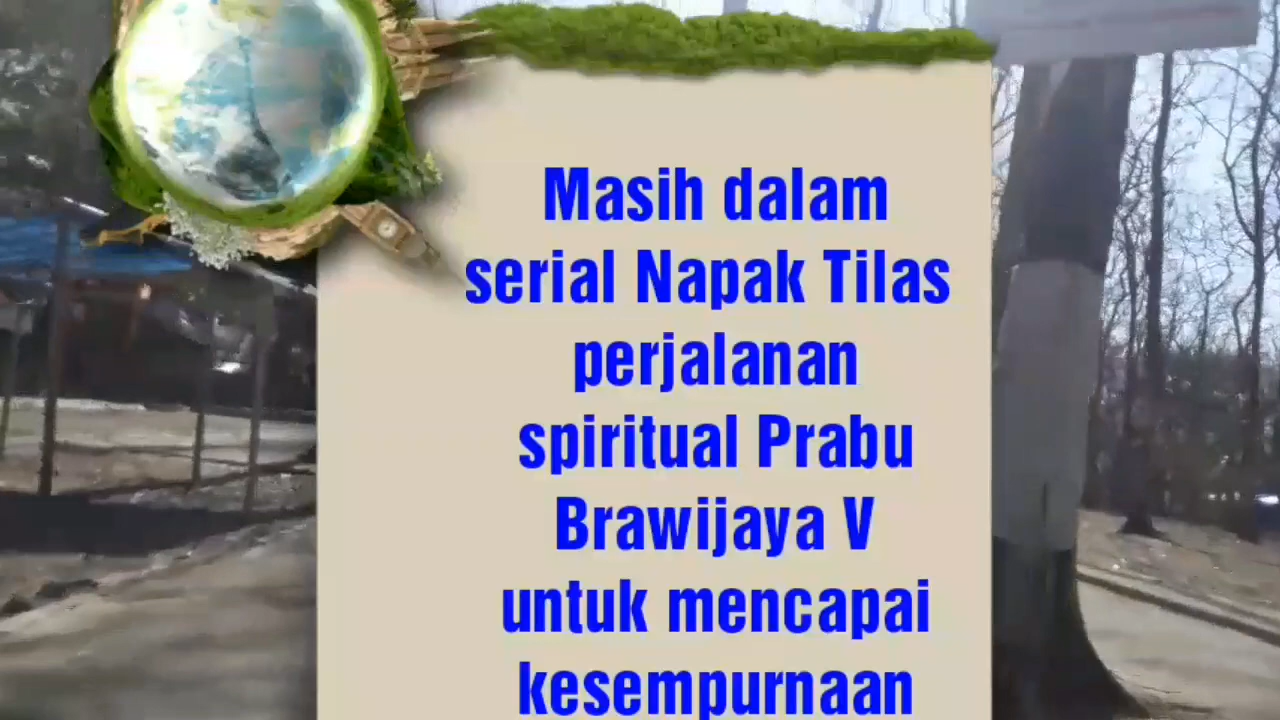 Masih dalam
serial Napak Tilas
perjalanan
spiritual Prabu
Brawijaya V
untuk mencapai
kesempurnaan